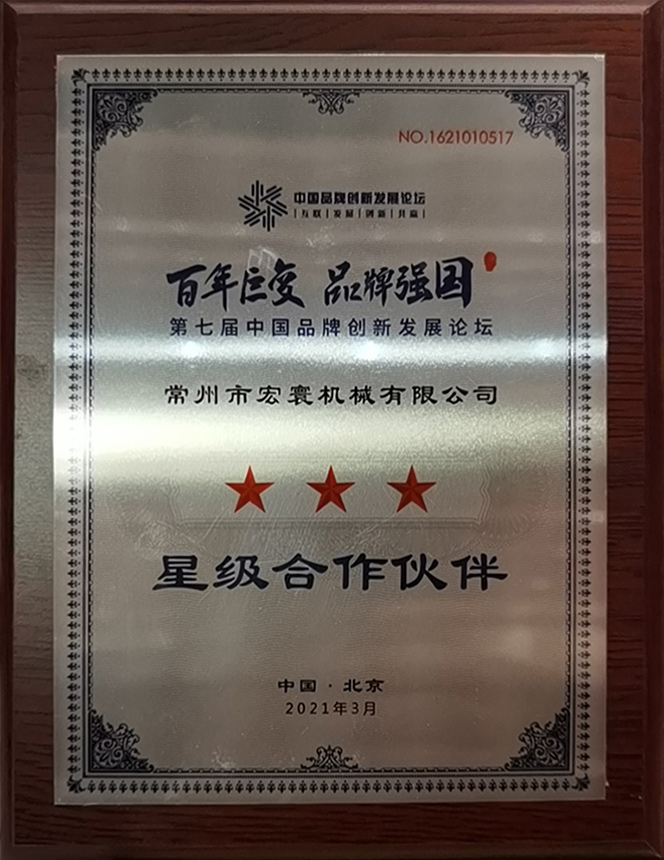 NO.1621010517
中国品牌创新发展论坛
|互联|发展|创新|共赢|
百年巨变 品牌强国
第七届中国品牌创新发展论坛
常州市宏寰机械有限公司
星级合作伙伴
中国·北京
2021年3月